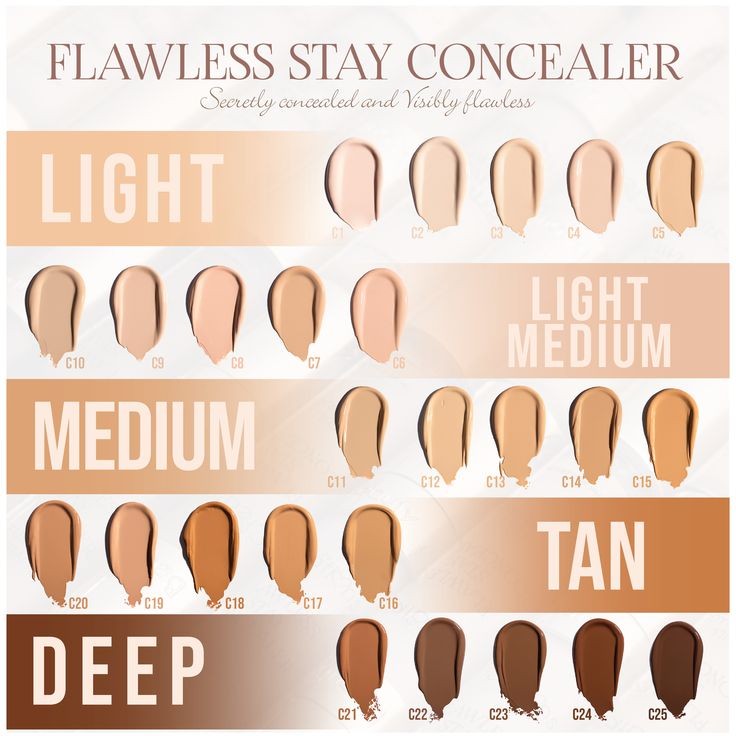 FLAWLESS STAY CONCEALER
Secretly concealed and Visibly flawless
LIGHT
C1 C2 C3 C4 C5
C10 C9 C8 C7 C6
LIGHT
MEDIUM
MEDIUM
C11 C12 C13 C14 C15
C20 C19 C18 C17 C16
TAN
DEEP
C21 C22 C23 C24 C25